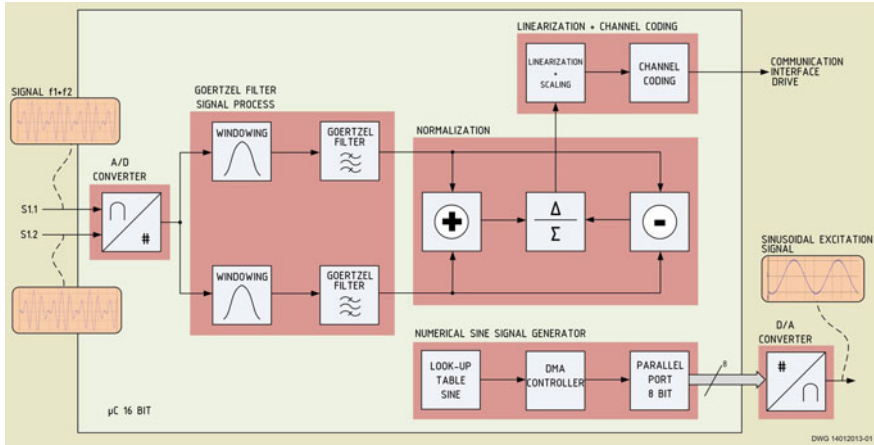 LINEARIZATION + CHANNEL CODING
LINEARIZATION
+
SCALING
CHANNEL
CODING
COMMUNICATION
INTERFACE
DRIVE
SIGNAL f1+f2
GOERTZEL FILTER
SIGNAL PROCESS
WINDOWING
GOERTZEL
FILTER
NORMALIZATION
A/D
CONVERTER
S1.1
S1.2
#
+
Δ
Σ
-
WINDOWING
GOERTZEL
FILTER
SINUSOIDAL EXCITATION
SIGNAL
NUMERICAL SINE SIGNAL GENERATOR
LOOK-UP
TABLE
SINE
DMA
CONTROLLER
PARALLEL
PORT
8 BIT
8
D/A
CONVERTER
#
µC 16 BIT
DWG 14012013-01